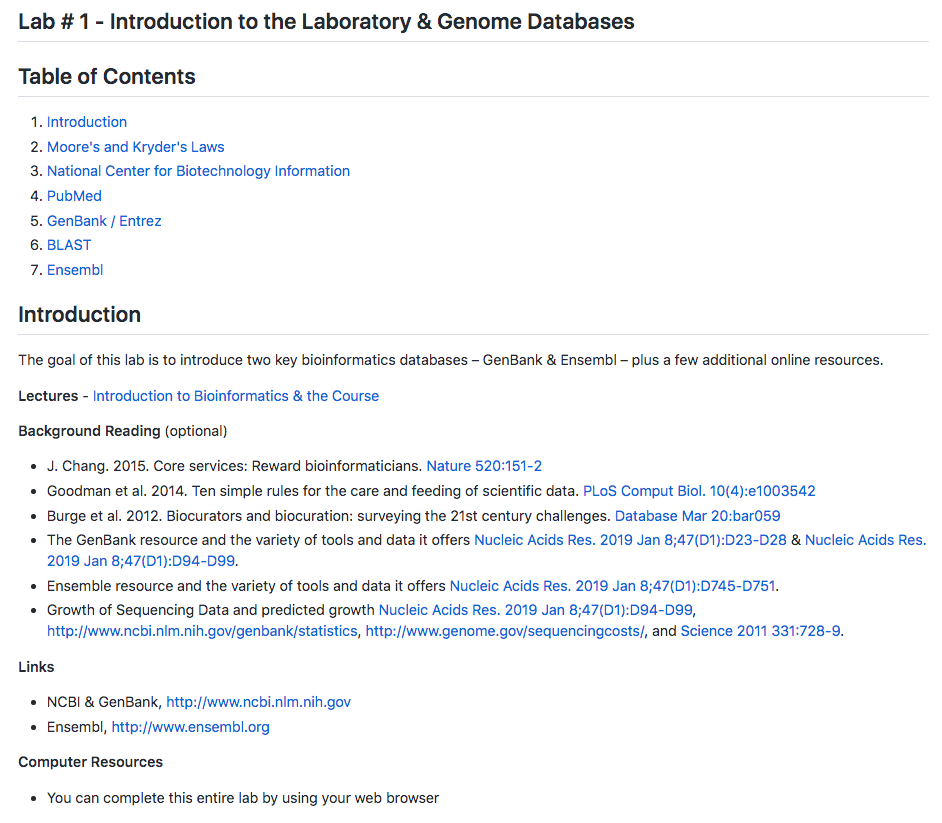 Lab # 1 - Introduction to the Laboratory & Genome Databases
Table of Contents
1. Introduction
2. Moore's and Kryder's Laws
3. National Center for Biotechnology Information
4. PubMed
5. GenBank / Entrez
6. BLAST
7. Ensembl
Introduction
The goal of this lab is to introduce two key bioinformatics databases – GenBank & Ensembl – plus a few additional online resources.
Lectures - Introduction to Bioinformatics & the Course
Background Reading (optional)
• J. Chang. 2015. Core services: Reward bioinformaticians. Nature 520:151-2
• Goodman et al. 2014. Ten simple rules for the care and feeding of scientific data. PLoS Comput Biol. 10(4):e1003542
• Burge et al. 2012. Biocurators and biocuration: surveying the 21st century challenges. Database Mar 20:bar059
• The GenBank resource and the variety of tools and data it offers Nucleic Acids Res. 2019 Jan 8;47(D1):D23-D28 & Nucleic Acids Res.
2019 Jan 8;47(D1):D94-D99.
• Ensemble resource and the variety of tools and data it offers Nucleic Acids Res. 2019 Jan 8;47(D1):D745-D751.
• Growth of Sequencing Data and predicted growth Nucleic Acids Res. 2019 Jan 8;47(D1):D94-D99,
http://www.ncbi.nlm.nih.gov/genbank/statistics, http://www.genome.gov/sequencingcosts/, and Science 2011 331:728-9.
Links
• NCBI & GenBank, http://www.ncbi.nlm.nih.gov
• Ensembl, http://www.ensembl.org
Computer Resources
• You can complete this entire lab by using your web browser